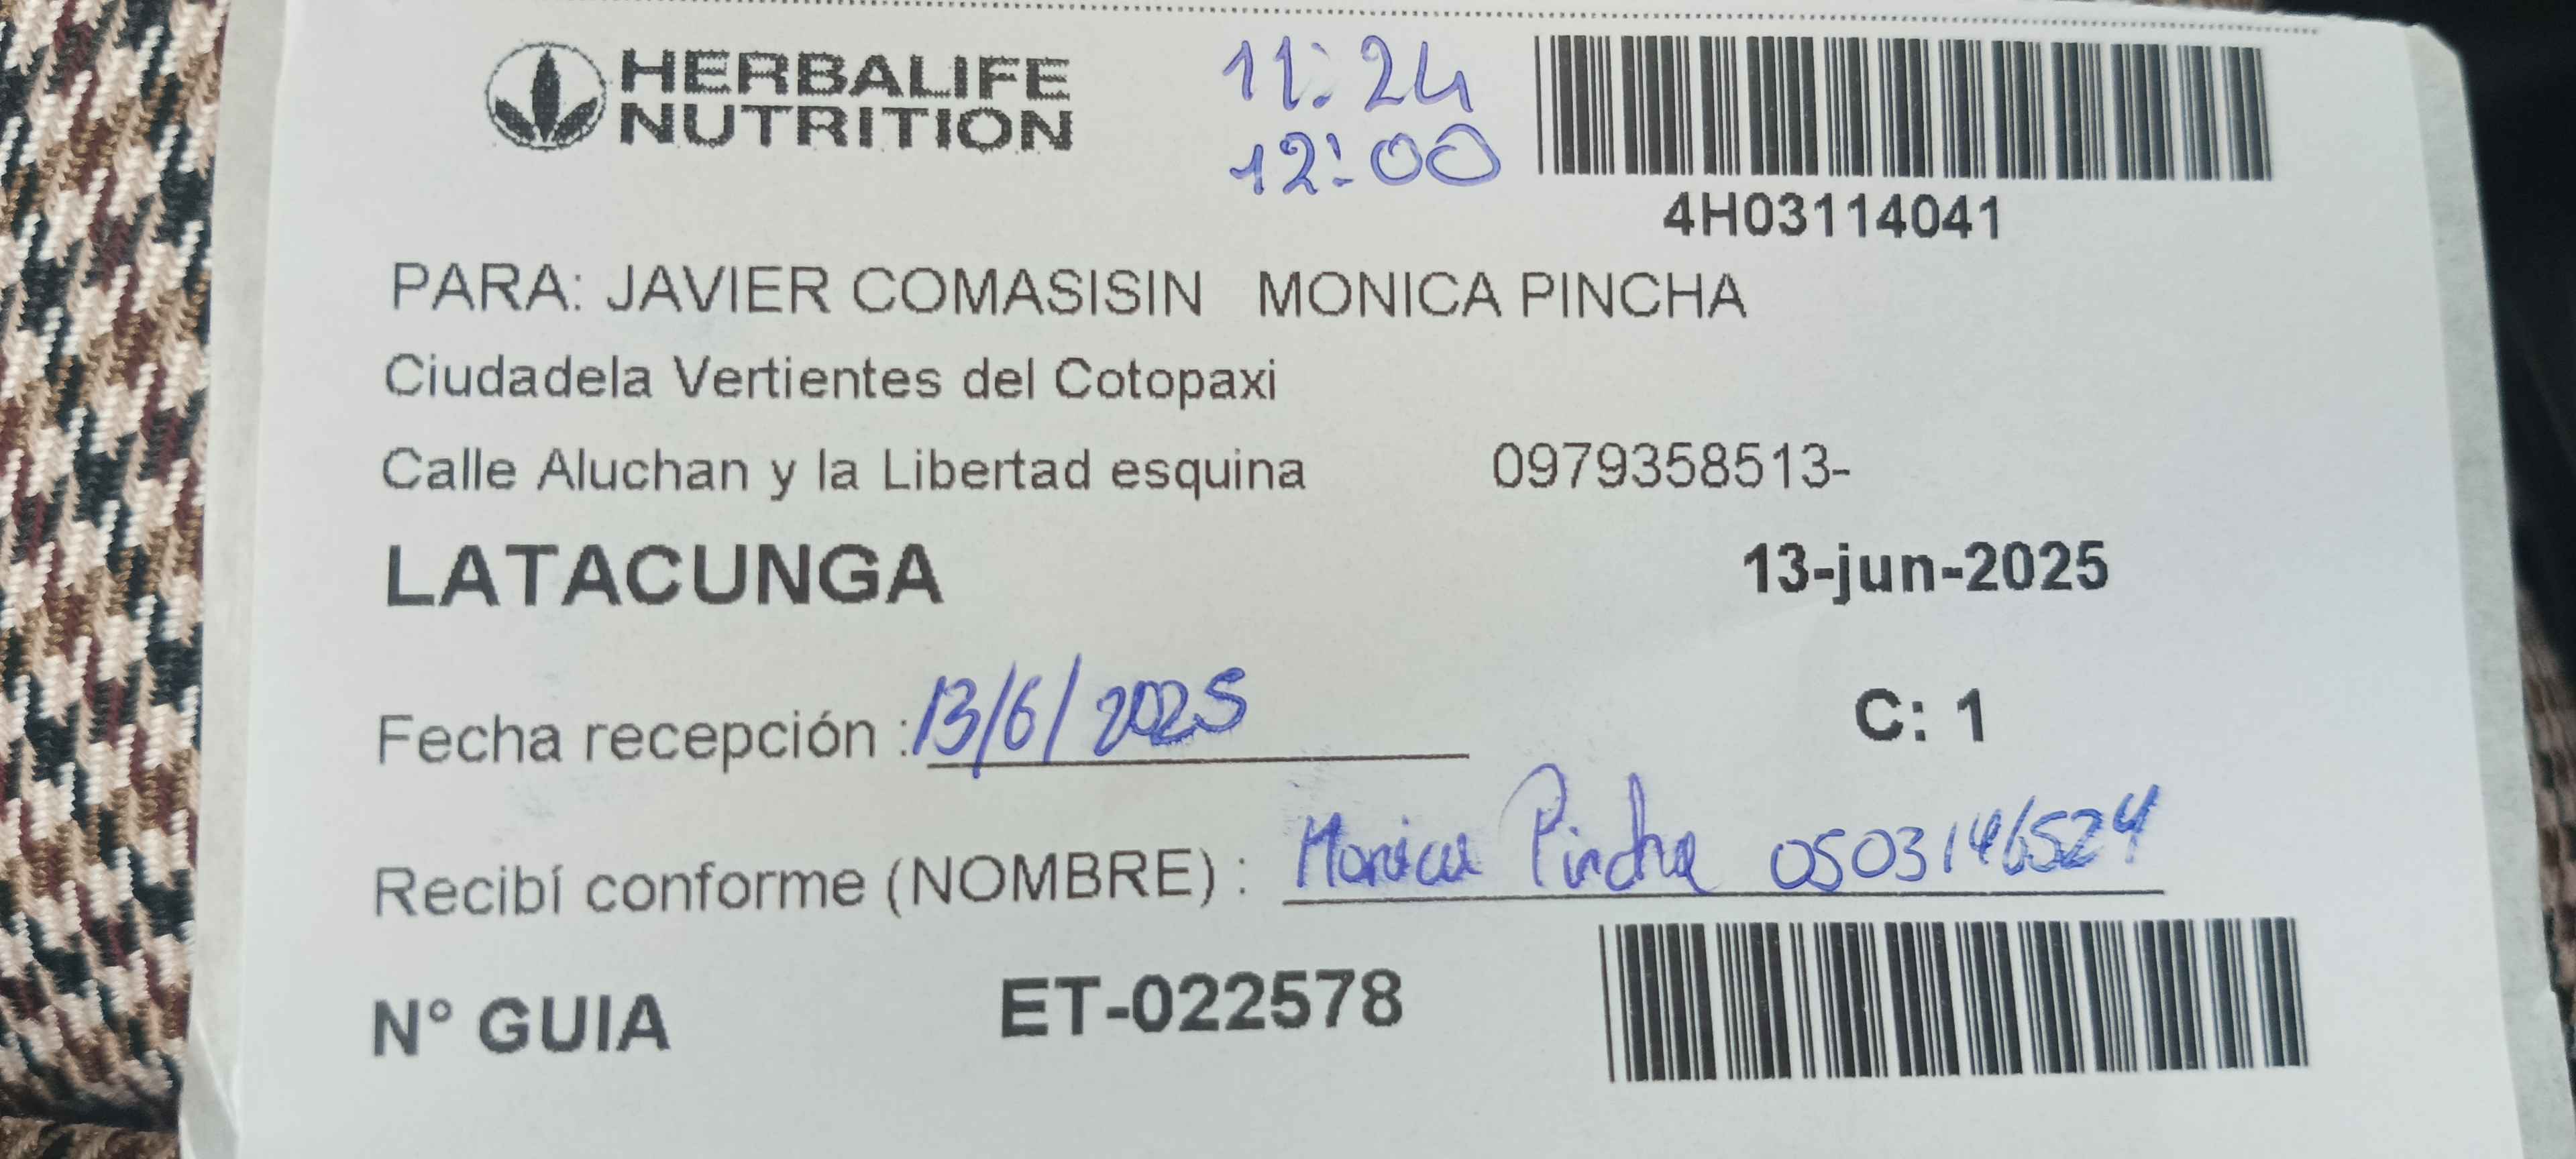 HERBALIFE
NUTRITION
11:24
12:00
4H03114041
PARA: JAVIER COMASISIN MONICA PINCHA
Ciudadela Vertientes del Cotopaxi
Calle Aluchan y la Libertad esquina 0979358513-
LATACUNGA 13-jun-2025
Fecha recepción : 13/6/2025 C: 1
Recibí conforme (NOMBRE) : Monica Pincha 0503146524
N° GUIA ET-022578